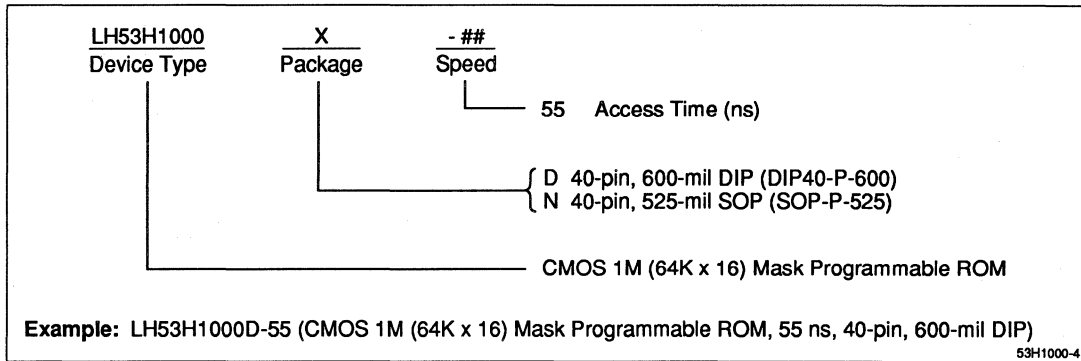 LH53H1000 X - ##
Device Type Package Speed
55 Access Time (ns)
D 40-pin, 600-mil DIP (DIP40-P-600)
N 40-pin, 525-mil SOP (SOP-P-525)
CMOS 1M (64K x 16) Mask Programmable ROM
Example: LH53H1000D-55 (CMOS 1M (64K x 16) Mask Programmable ROM, 55 ns, 40-pin, 600-mil DIP)
53H1000-4